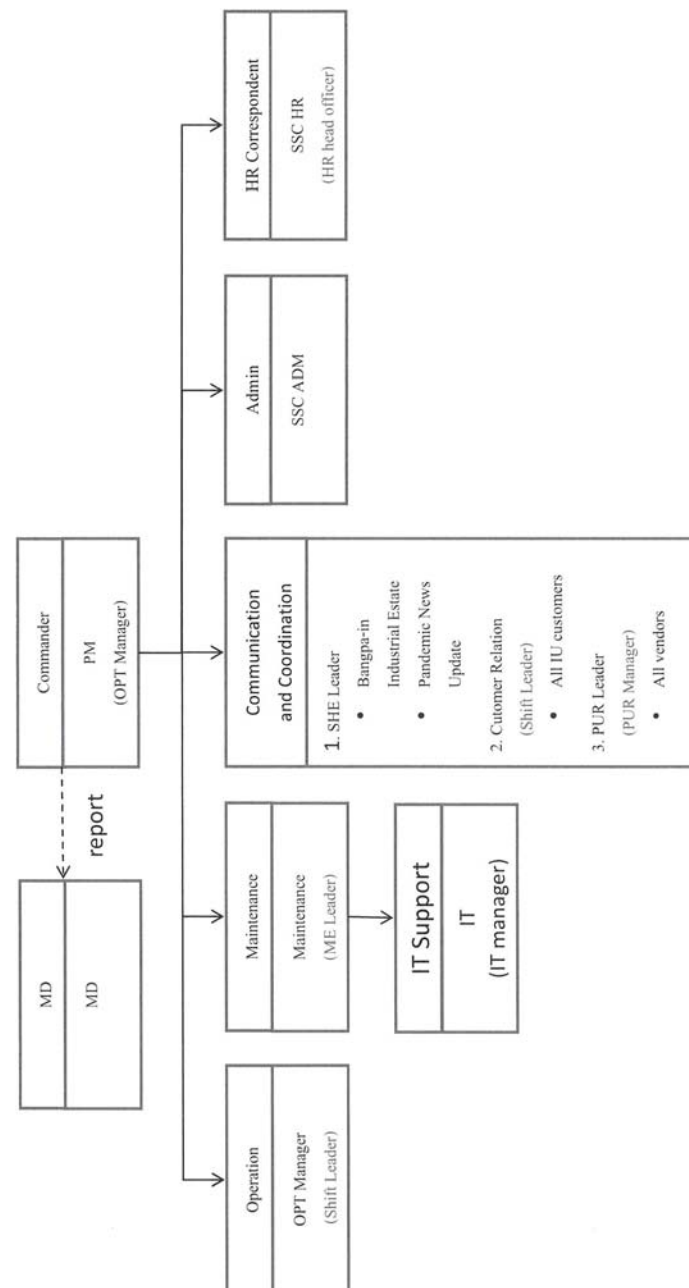 MD
MD
report
Commander
PM
(OPT Manager)
Operation
OPT Manager
(Shift Leader)
Maintenance
Maintenance
(ME Leader)
IT Support
IT
(IT manager)
Communication
and Coordination
1. SHE Leader
• Bangpa-in
Industrial Estate
• Pandemic News
Update
2. Cutomer Relation
(Shift Leader)
• All IU customers
3. PUR Leader
(PUR Manager)
• All vendors
Admin
SSC ADM
HR Correspondent
SSC HR
(HR head officer)